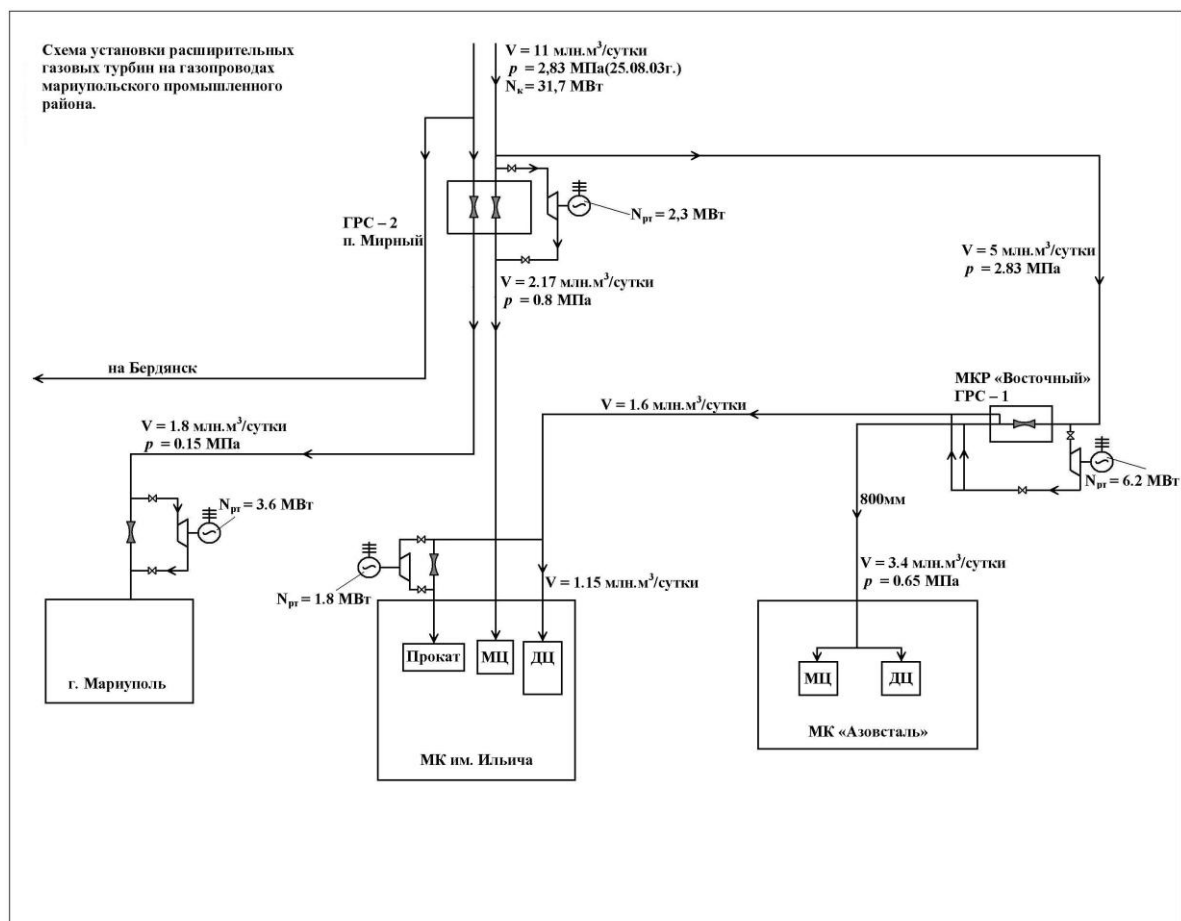 Схема установки расширительных
газовых турбин на газопроводах
мариупольского промышленного
района.
V = 11 млн.м³/сутки
p = 2,83 МПа(25.08.03г.)
Nк = 31,7 МВт
ГРС – 2
п. Мирный
Nрт = 2,3 МВт
V = 5 млн.м³/сутки
p = 2.83 МПа
V = 2.17 млн.м³/сутки
p = 0.8 МПа
на Бердянск
МКР «Восточный»
ГРС – 1
V = 1.6 млн.м³/сутки
V = 1.8 млн.м³/сутки
p = 0.15 МПа
Nрт = 6.2 МВт
Nрт = 3.6 МВт
800мм
V = 3.4 млн.м³/сутки
p = 0.65 МПа
V = 1.15 млн.м³/сутки
Nрт = 1.8 МВт
Прокат
МЦ
ДЦ
МЦ
ДЦ
г. Мариуполь
МК «Азовсталь»
МК им. Ильича